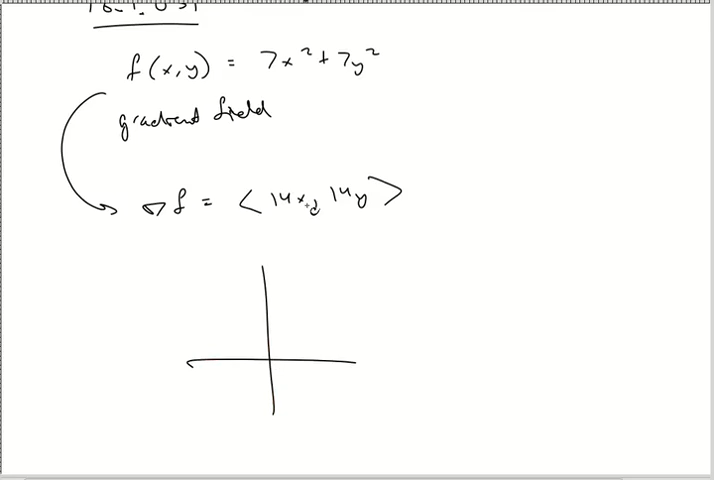 f(x,y) = 7x² + 7y²
gradient field
∇f = <14x, 14y>